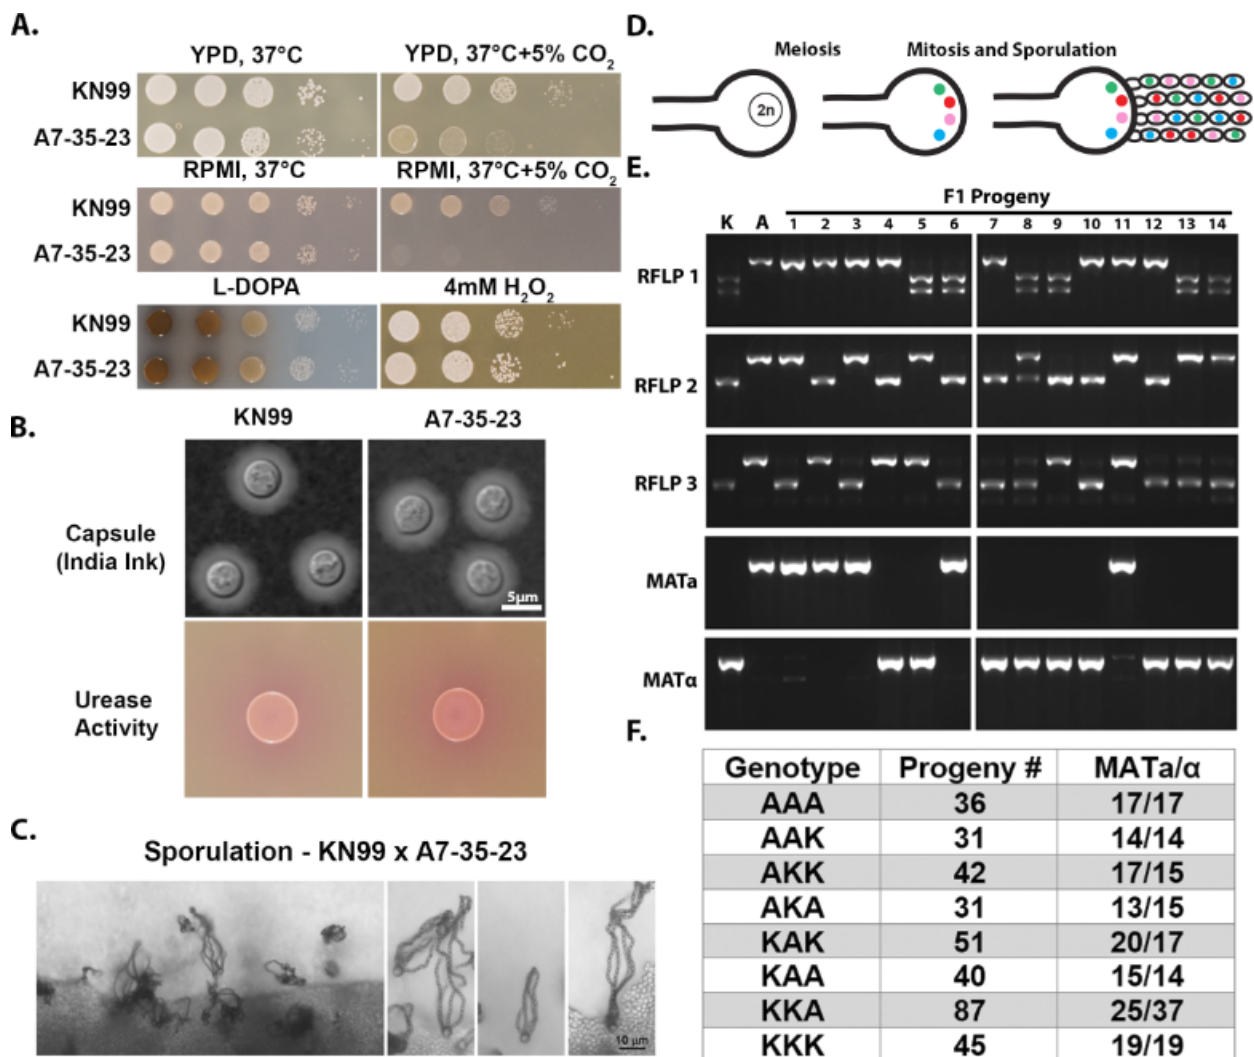 A.
YPD, 37°C
YPD, 37°C+5% CO2
KN99
A7-35-23
RPMI, 37°C
RPMI, 37°C+5% CO2
KN99
A7-35-23
L-DOPA
4mM H2O2
KN99
A7-35-23
B.
KN99
A7-35-23
Capsule
(India Ink)
5µm
Urease
Activity
C.
Sporulation - KN99 x A7-35-23
10 µm
D.
Meiosis
Mitosis and Sporulation
2n
E.
F1 Progeny
K A 1 2 3 4 5 6 7 8 9 10 11 12 13 14
RFLP 1
RFLP 2
RFLP 3
MATa
MATα
F.
Genotype Progeny # MATa/α
AAA 36 17/17
AAK 31 14/14
AKK 42 17/15
AKA 31 13/15
KAK 51 20/17
KAA 40 15/14
KKA 87 25/37
KKK 45 19/19